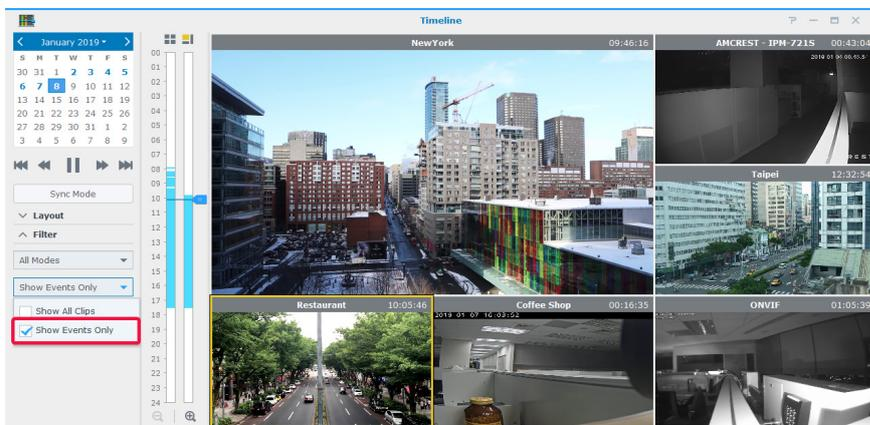 Timeline
January 2019
S M T W T F S
30 31 1 2 3 4 5
6 7 8 9 10 11 12
13 14 15 16 17 18 19
20 21 22 23 24 25 26
27 28 29 30 31 1 2
3 4 5 6 7 8 9
Sync Mode
Layout
Filter
All Modes
Show Events Only
Show All Clips
Show Events Only
00
01
02
03
04
05
06
07
08
09
10
11
12
13
14
15
16
17
18
19
20
21
22
23
24
NewYork 09:46:16
AMCREST - IPM-721S 00:43:04
Taipei 12:32:54
Restaurant 10:05:46
Coffee Shop 00:16:35
2019 01 07 16:03:52
ONVIF 01:05:39